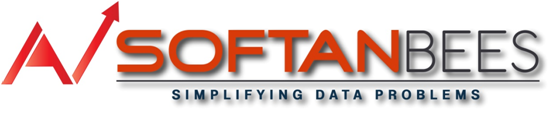 SOFTANBEES
SIMPLIFYING DATA PROBLEMS